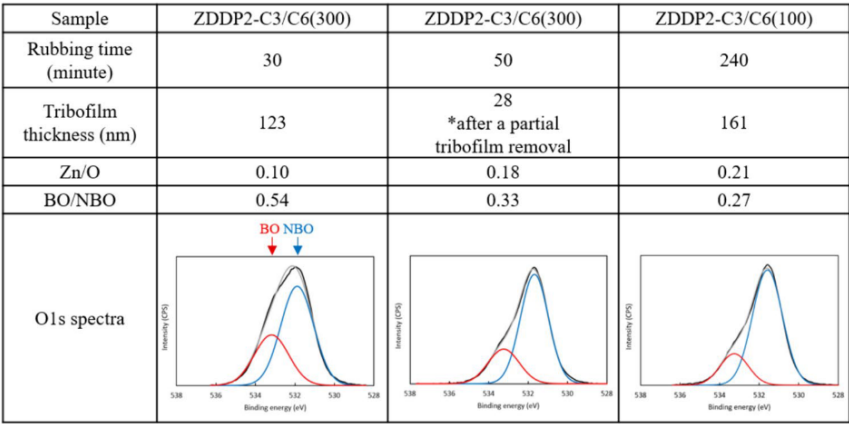 Sample ZDDP2-C3/C6(300) ZDDP2-C3/C6(300) ZDDP2-C3/C6(100)
Rubbing time
(minute)
30 50 240
Tribofilm
thickness (nm)
123
28
*after a partial
tribofilm removal
161
Zn/O 0.10 0.18 0.21
BO/NBO 0.54 0.33 0.27
O1s spectra
BO NBO
Intensity (CPS)
538 536 534 532 530 528
Binding energy (eV)
Intensity (CPS)
538 536 534 532 530 528
Binding energy (eV)
Intensity (CPS)
538 536 534 532 530 528
Binding energy (eV)